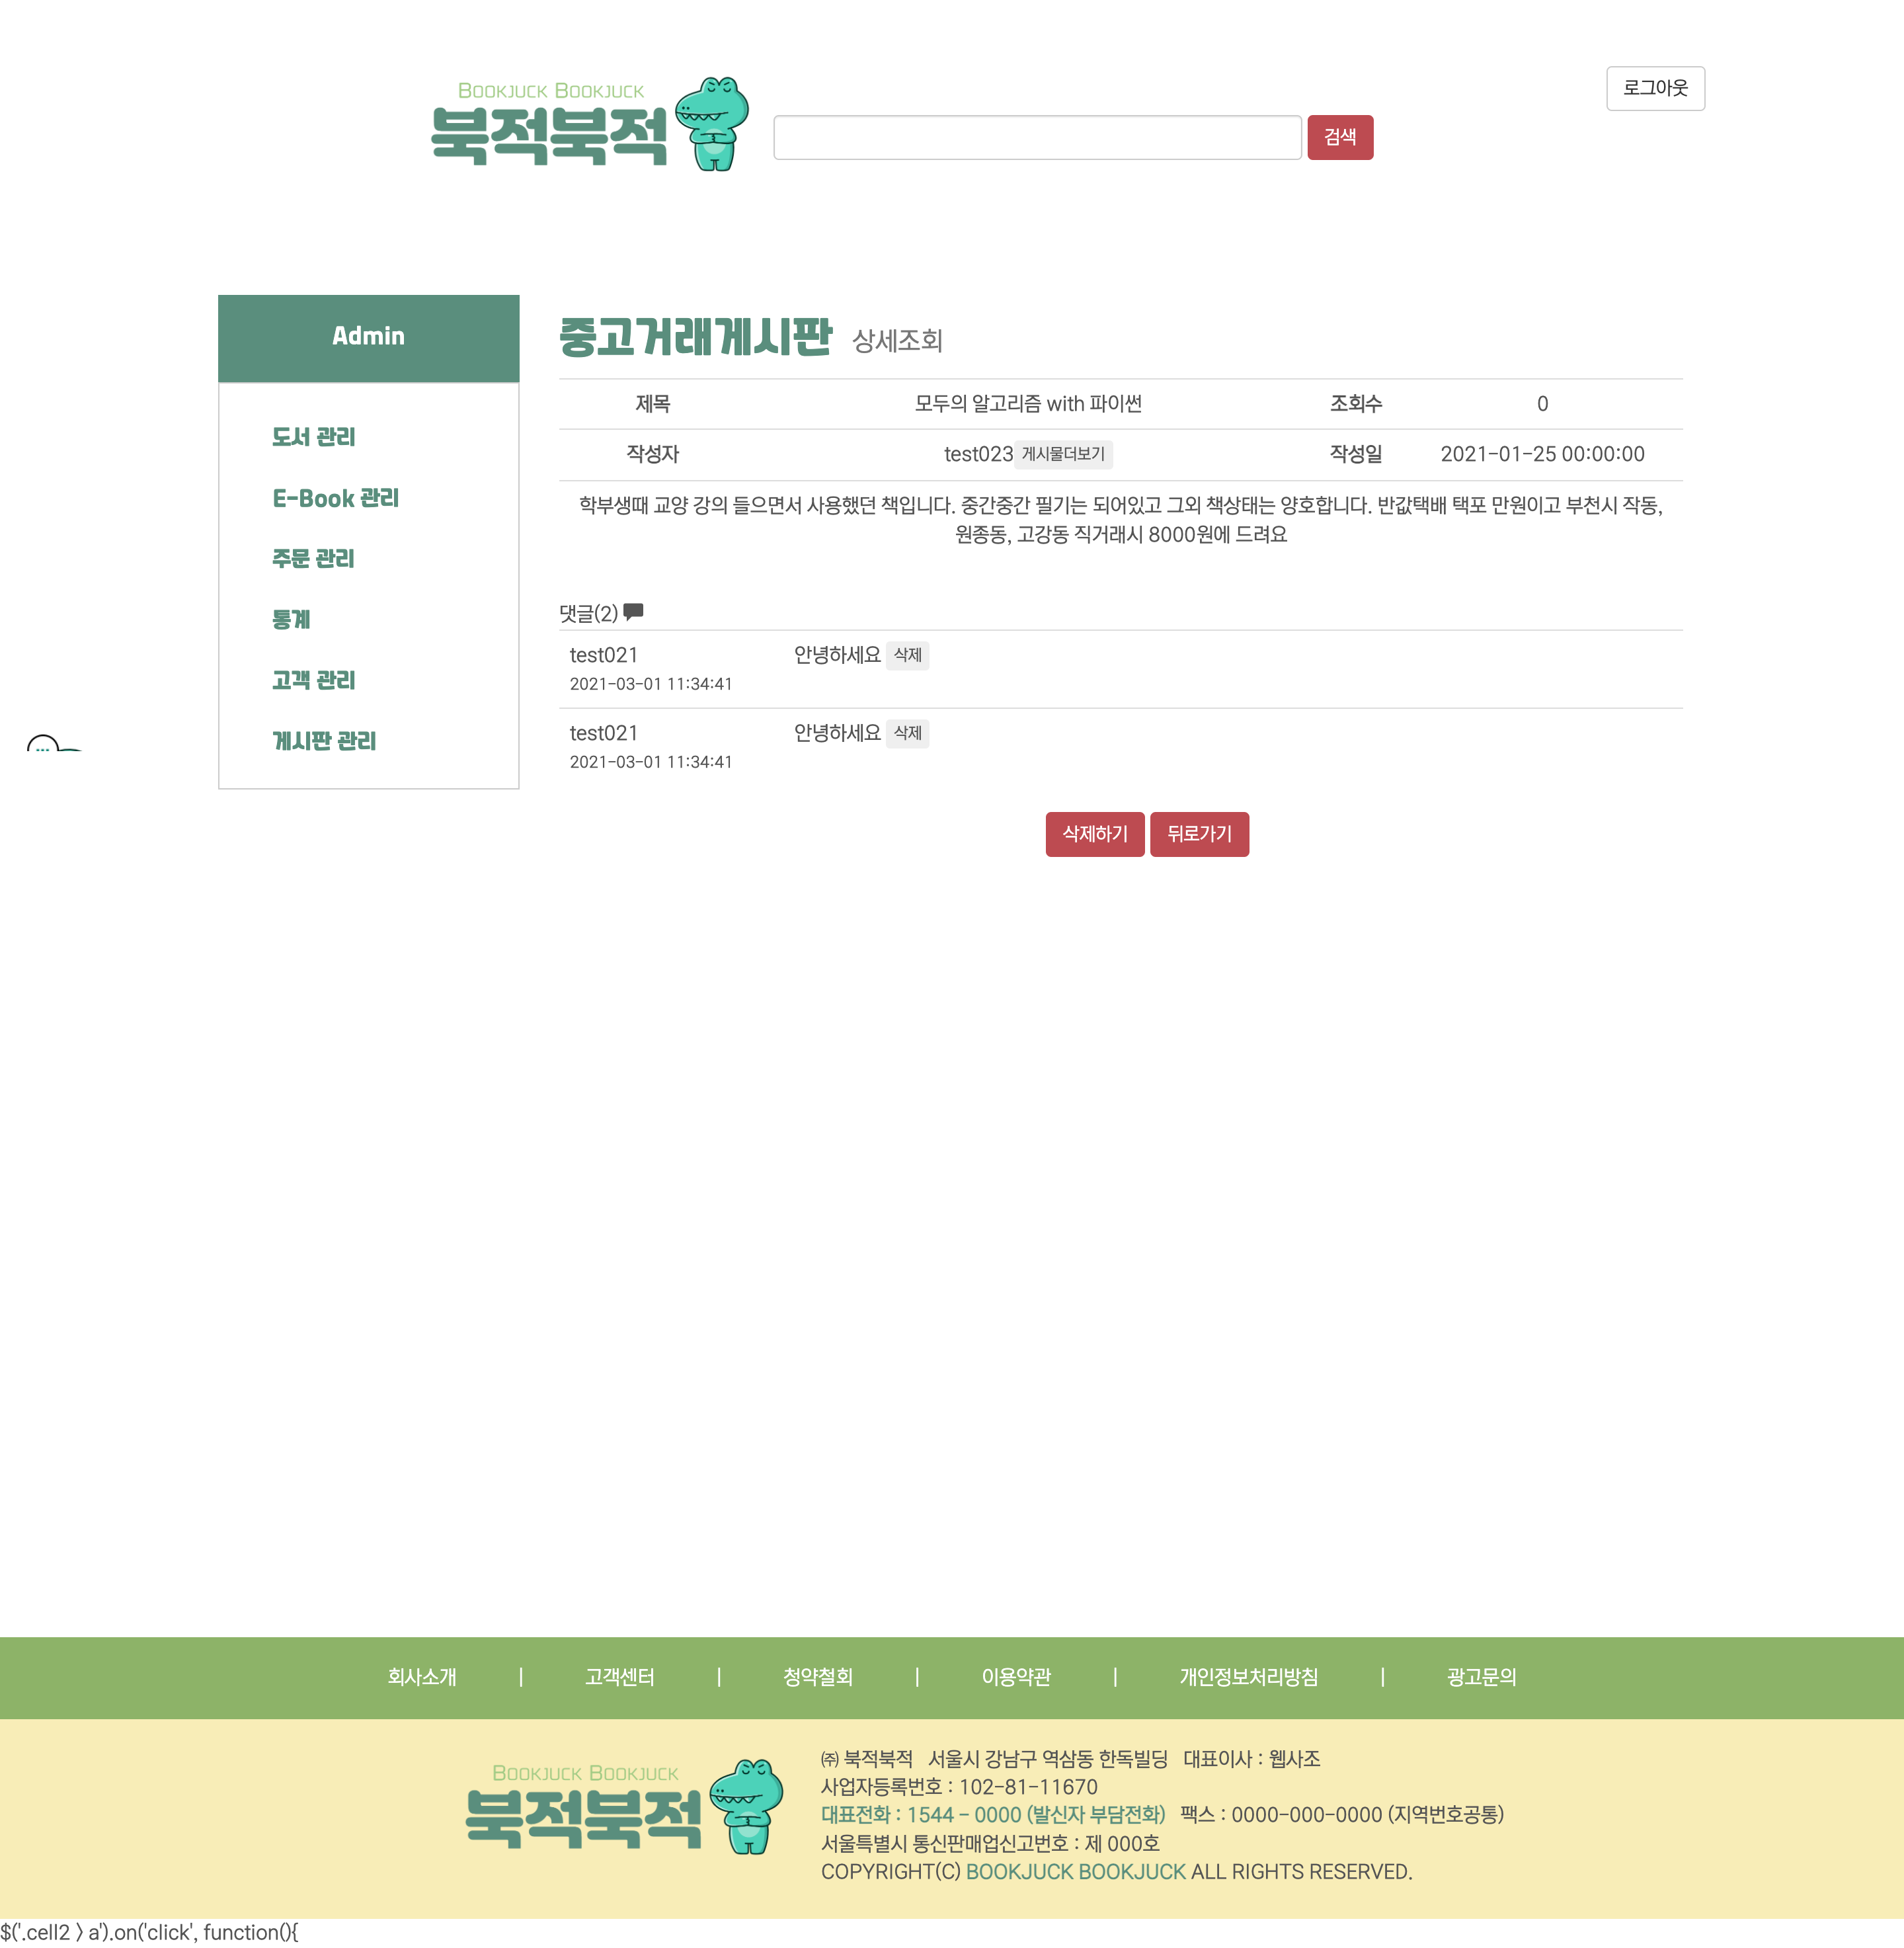 BOOKJUCK BOOKJUCK
북적북적
검색
로그아웃
Admin
도서 관리
E-Book 관리
주문 관리
통계
고객 관리
게시판 관리
중고거래게시판 상세조회
제목 모두의 알고리즘 with 파이썬 조회수 0
작성자 test023 게시물더보기 작성일 2021-01-25 00:00:00
학부생때 교양 강의 들으면서 사용했던 책입니다. 중간중간 필기는 되어있고 그외 책상태는 양호합니다. 반값택배 택포 만원이고 부천시 작동,
원종동, 고강동 직거래시 8000원에 드려요
댓글(2)
test021 안녕하세요 삭제
2021-03-01 11:34:41
test021 안녕하세요 삭제
2021-03-01 11:34:41
삭제하기 뒤로가기
회사소개 | 고객센터 | 청약철회 | 이용약관 | 개인정보처리방침 | 광고문의
BOOKJUCK BOOKJUCK
북적북적
㈜ 북적북적 서울시 강남구 역삼동 한독빌딩 대표이사 : 웹사조
사업자등록번호 : 102-81-11670
대표전화 : 1544 - 0000 (발신자 부담전화) 팩스 : 0000-000-0000 (지역번호공통)
서울특별시 통신판매업신고번호 : 제 000호
COPYRIGHT(C) BOOKJUCK BOOKJUCK ALL RIGHTS RESERVED.
$('.cell2 > a').on('click', function(){